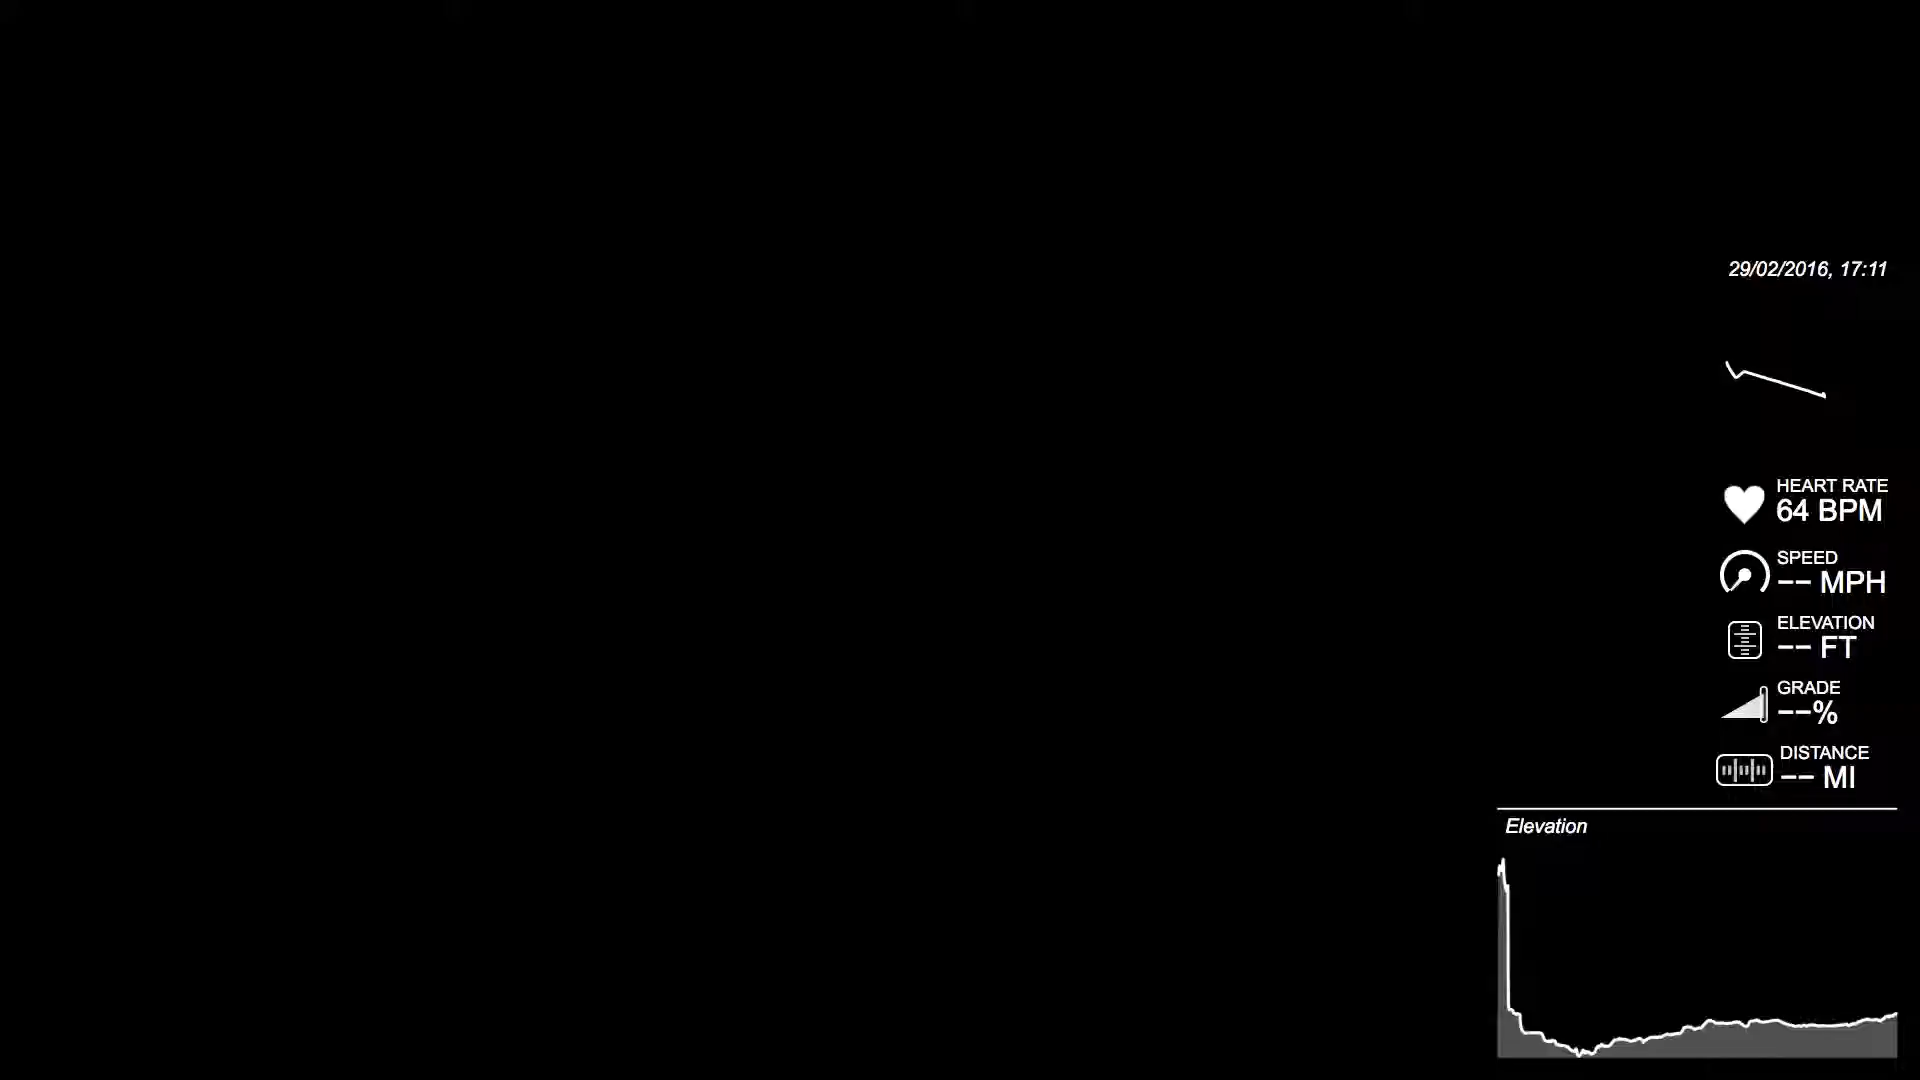 29/02/2016, 17:11
HEART RATE
64 BPM
SPEED
-- MPH
ELEVATION
-- FT
GRADE
--%
DISTANCE
-- MI
Elevation